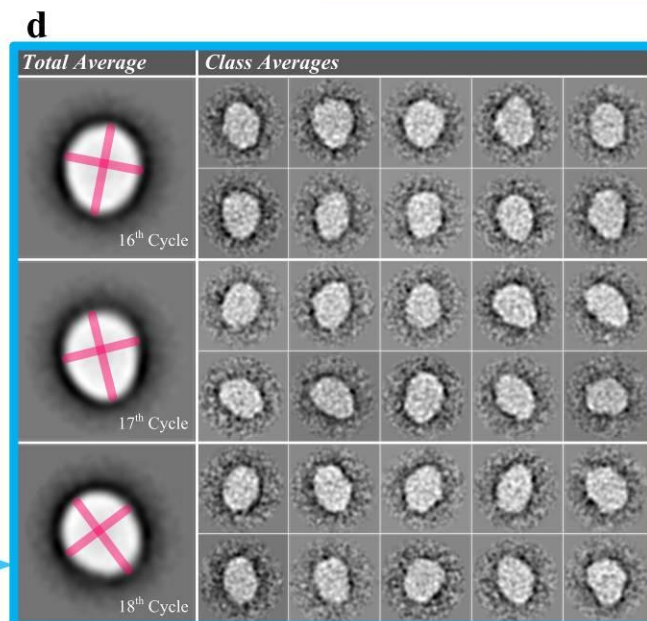 d
Total Average Class Averages
16th Cycle
17th Cycle
18th Cycle